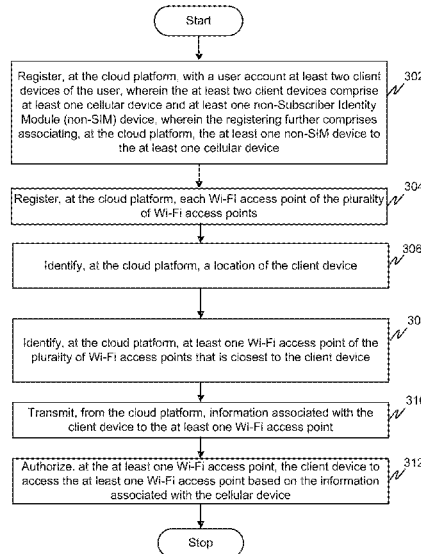 Start
Register, at the cloud platform, with a user account at least two client
devices of the user, wherein the at least two client devices comprise
at least one cellular device and at least one non-Subscriber Identity
Module (non-SIM) device, wherein the registering further comprises
associating, at the cloud platform, the at least one non-SIM device to
the at least one cellular device
302
Register, at the cloud platform, each Wi-Fi access point of the plurality
of Wi-Fi access points
304
Identify, at the cloud platform, a location of the client device
306
Identify, at the cloud platform, at least one Wi-Fi access point of the
plurality of Wi-Fi access points that is closest to the client device
30
Transmit, from the cloud platform, information associated with the
client device to the at least one Wi-Fi access point
310
Authorize, at the at least one Wi-Fi access point, the client device to
access the at least one Wi-Fi access point based on the information
associated with the cellular device
312
Stop